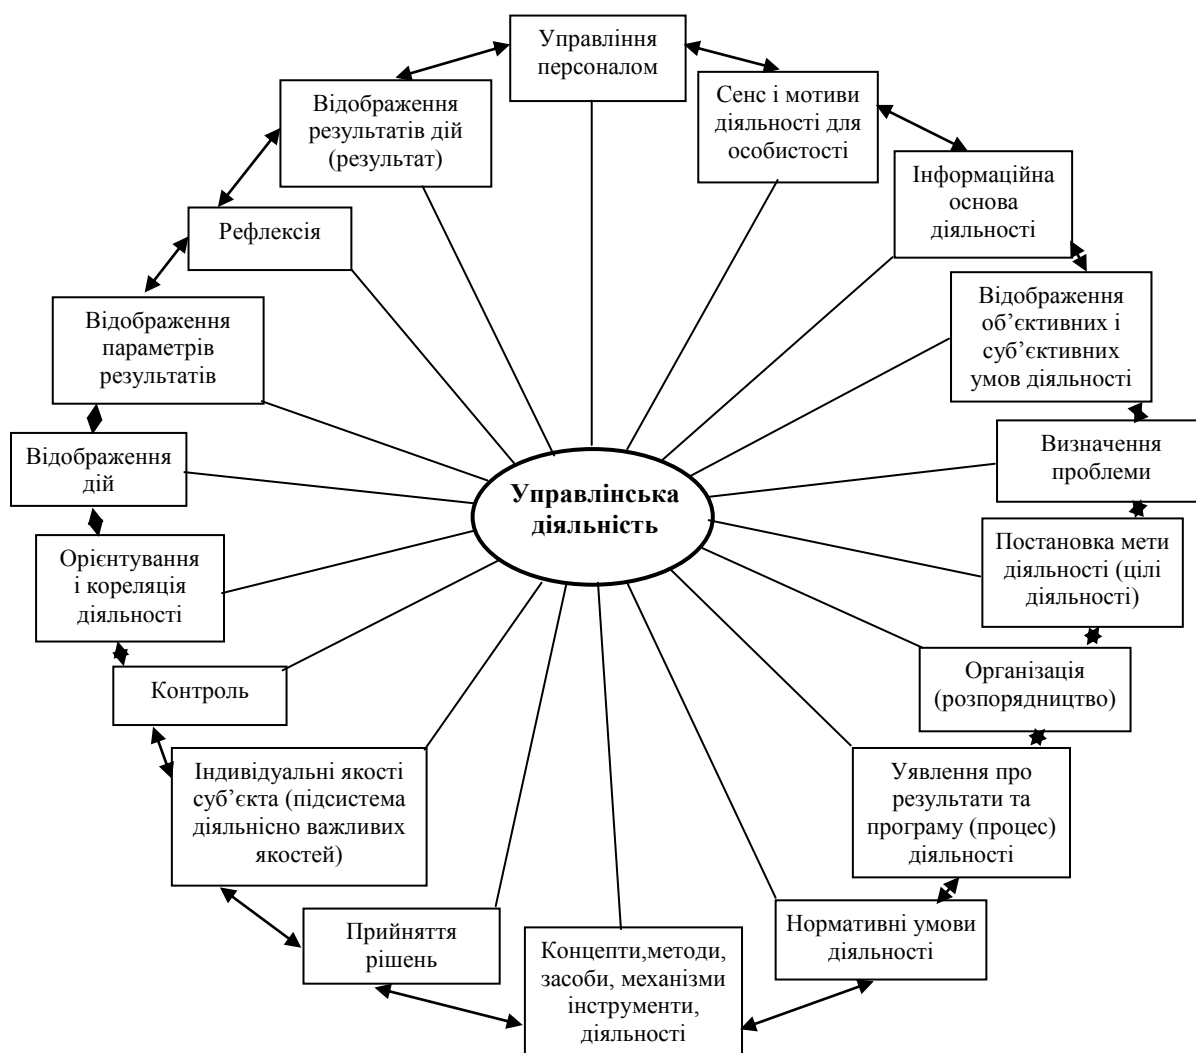 Управління
персоналом
Сенс і мотиви
діяльності для
особистості
Інформаційна
основа
діяльності
Відображення
об’єктивних і
суб’єктивних
умов діяльності
Визначення
проблеми
Постановка мети
діяльності (цілі
діяльності)
Організація
(розпорядництво)
Уявлення про
результати та
програму (процес)
діяльності
Нормативні умови
діяльності
Концепти,методи,
засоби, механізми
інструменти,
діяльності
Прийняття
рішень
Індивідуальні якості
суб’єкта (підсистема
діяльнісно важливих
якостей)
Контроль
Орієнтування
і кореляція
діяльності
Відображення
дій
Відображення
параметрів
результатів
Рефлексія
Відображення
результатів дій
(результат)
Управлінська
діяльність